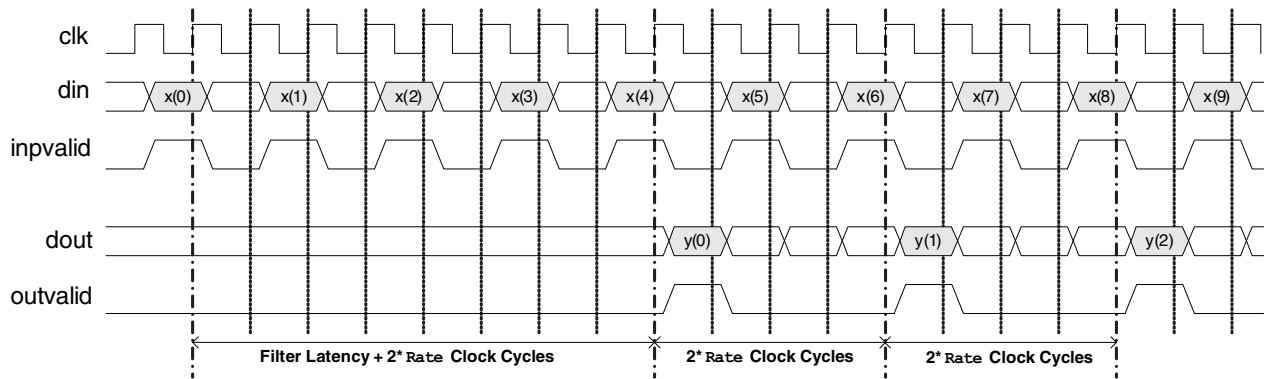 clk
din x(0) x(1) x(2) x(3) x(4) x(5) x(6) x(7) x(8) x(9)
inpvalid
dout y(0) y(1) y(2)
outvalid
Filter Latency + 2* Rate Clock Cycles 2* Rate Clock Cycles 2* Rate Clock Cycles